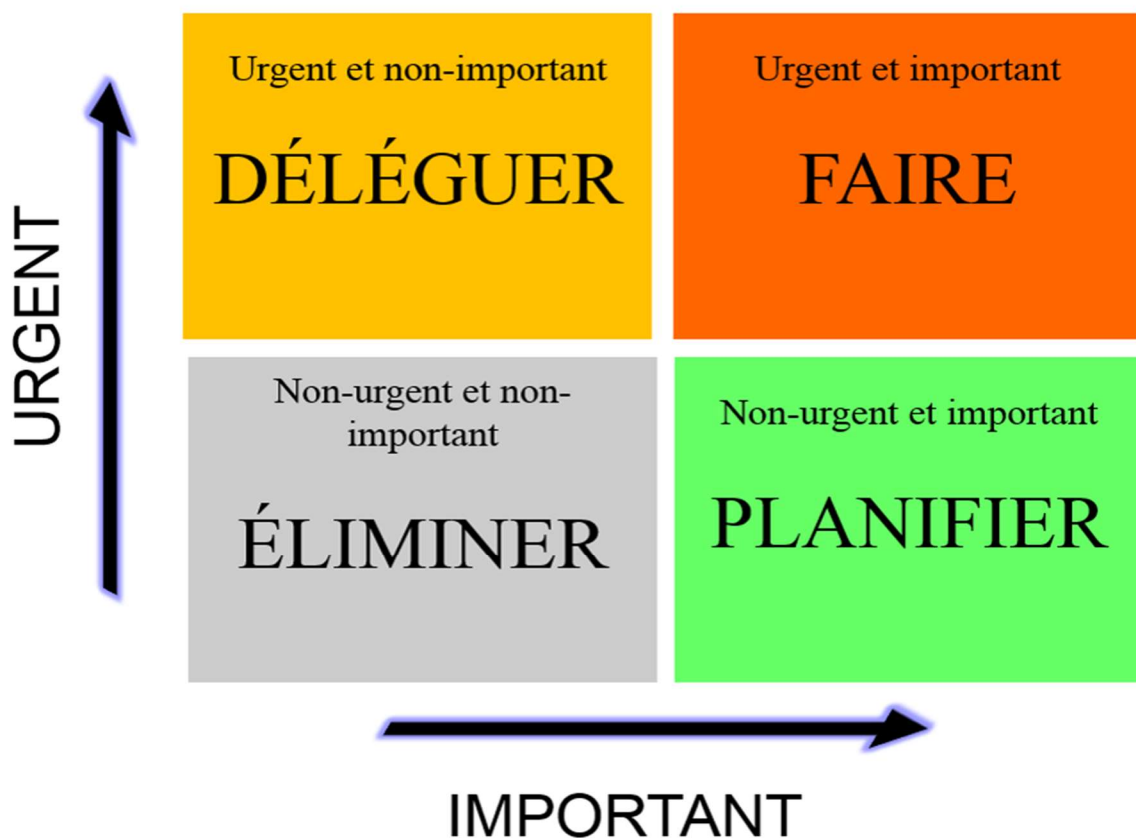 URGENT
Urgent et non-important
DÉLÉGUER
Urgent et important
FAIRE
Non-urgent et non-
important
ÉLIMINER
Non-urgent et important
PLANIFIER
IMPORTANT